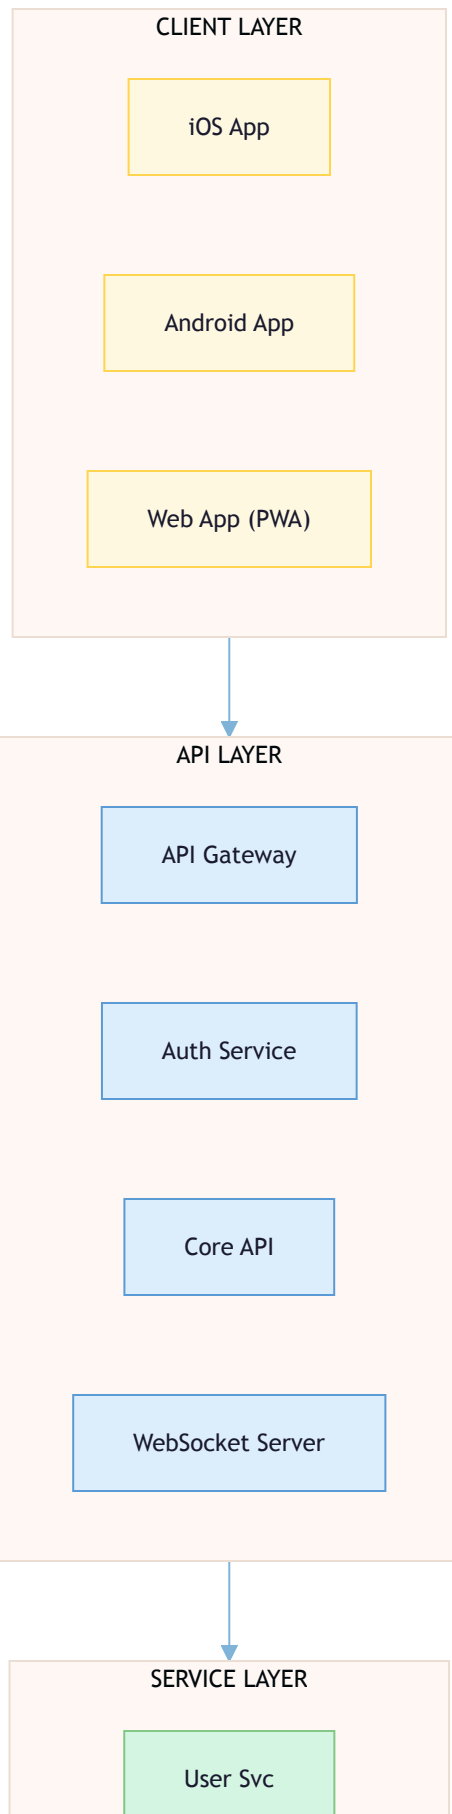 CLIENT LAYER
iOS App
Android App
Web App (PWA)
API LAYER
API Gateway
Auth Service
Core API
WebSocket Server
SERVICE LAYER
User Svc